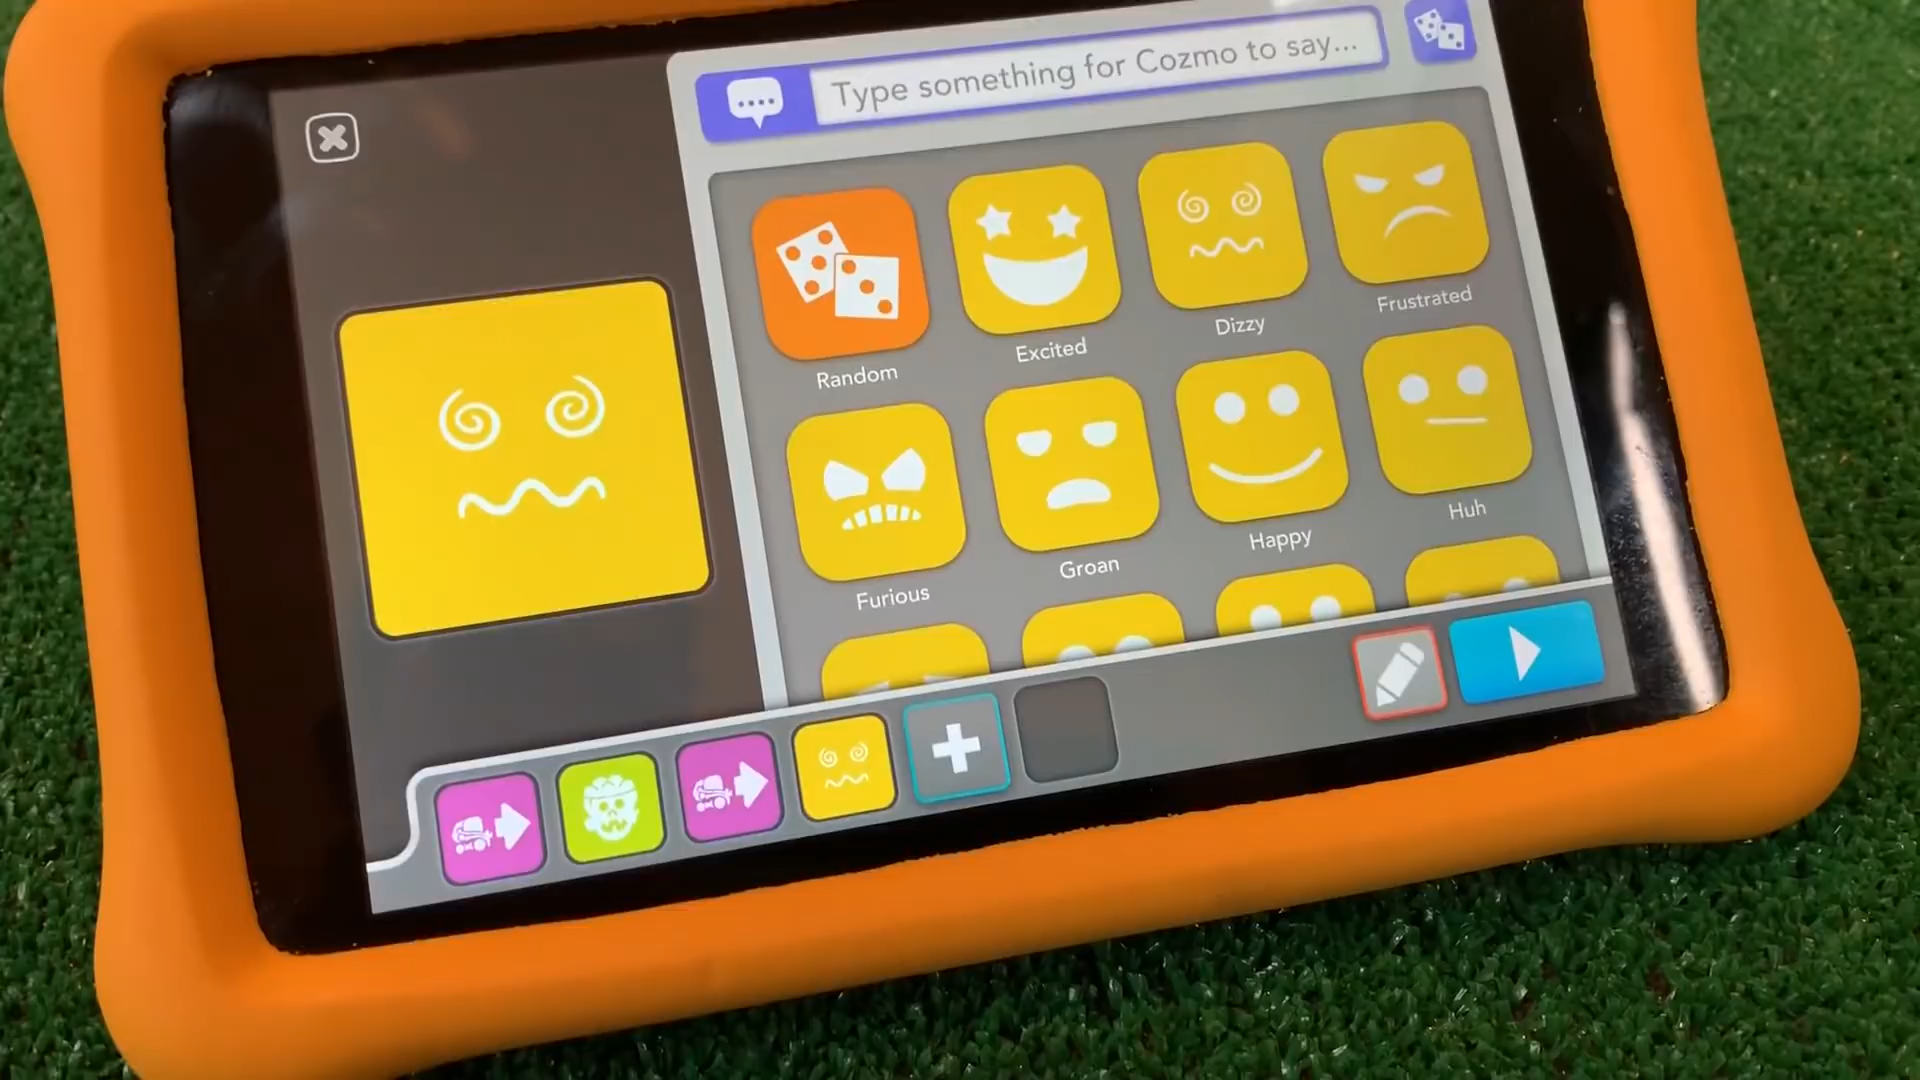 Type something for Cozmo to say...
Random
Excited
Dizzy
Frustrated
Furious
Groan
Happy
Huh